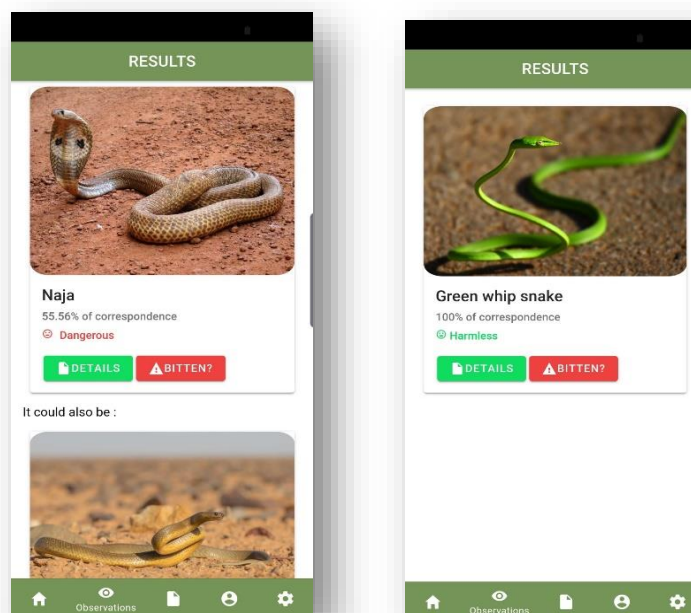 RESULTS
Naja
55.56% of correspondence
Dangerous
DETAILS
BITTEN?
It could also be :
Observations
RESULTS
Green whip snake
100% of correspondence
Harmless
DETAILS
BITTEN?
Observations